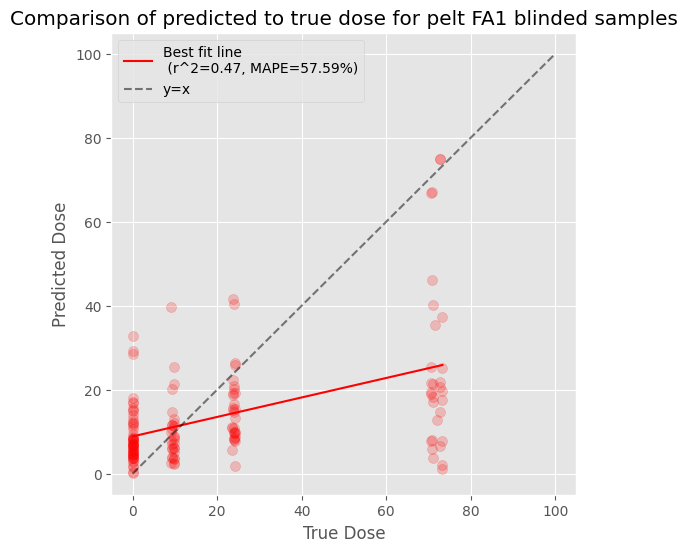 Comparison of predicted to true dose for pelt FA1 blinded samples
Best fit line
(r^2=0.47, MAPE=57.59%)
y=x
100
80
60
40
20
0
Predicted Dose
0 20 40 60 80 100
True Dose